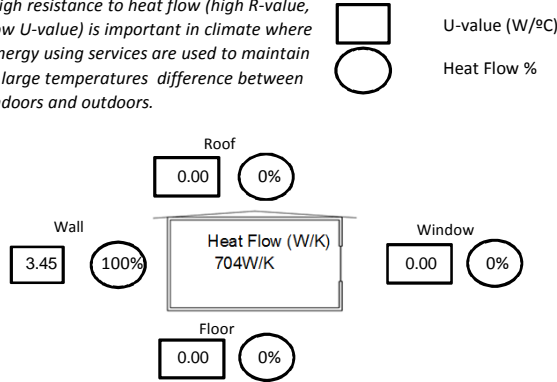 high resistance to heat flow (high R-value,
low U-value) is important in climate where
energy using services are used to maintain
large temperatures difference between
indoors and outdoors.
U-value (W/ºC)
Heat Flow %
Roof
0.00 0%
Wall
3.45 100%
Heat Flow (W/K)
704W/K
Window
0.00 0%
Floor
0.00 0%